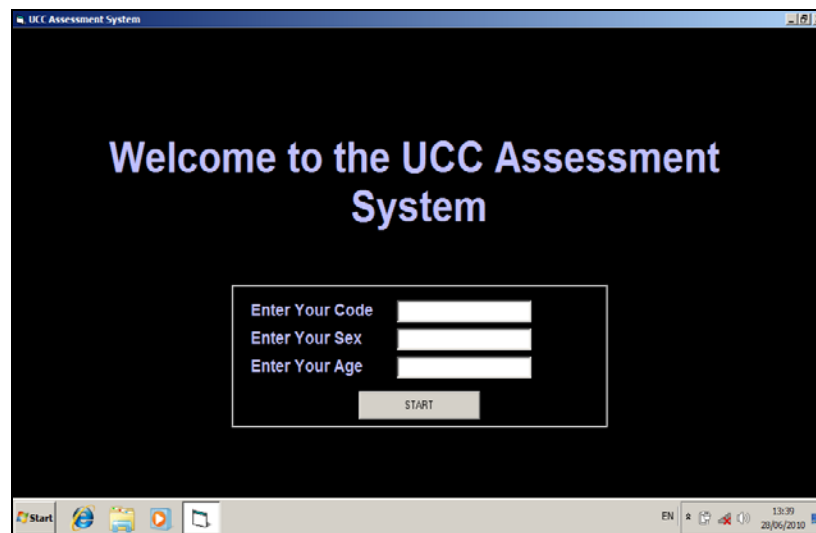 UCC Assessment System
Welcome to the UCC Assessment
System
Enter Your Code
Enter Your Sex
Enter Your Age
START
Start
EN
13:39
28/06/2010